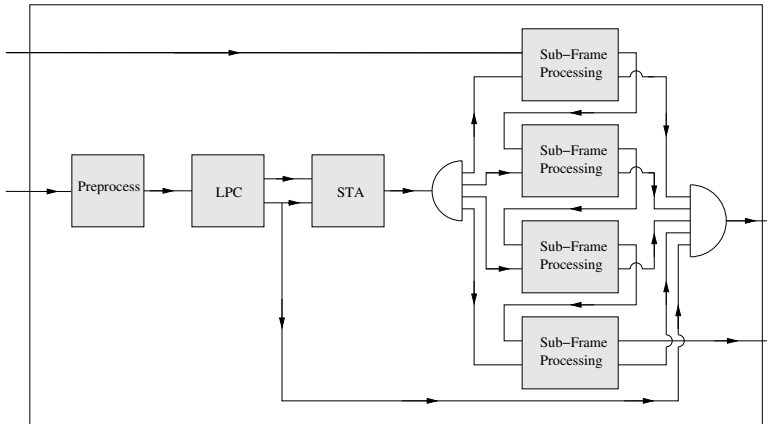 Sub−Frame
Processing
Sub−Frame
Processing
Preprocess
LPC
STA
Sub−Frame
Processing
Sub−Frame
Processing